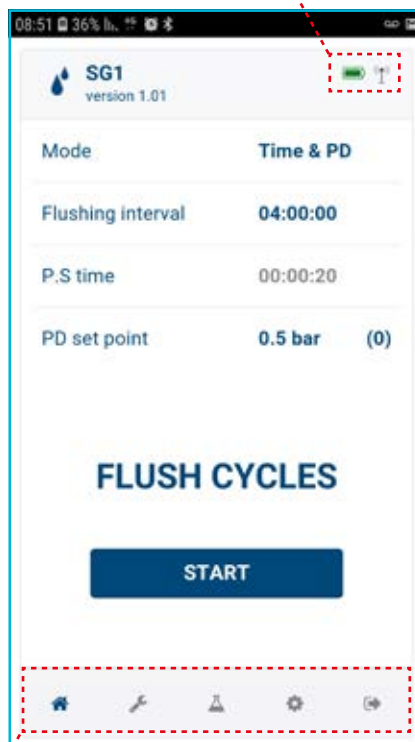 08:51 36%
SG1
version 1.01
Mode Time & PD
Flushing interval 04:00:00
P.S time 00:00:20
PD set point 0.5 bar (0)
FLUSH CYCLES
START